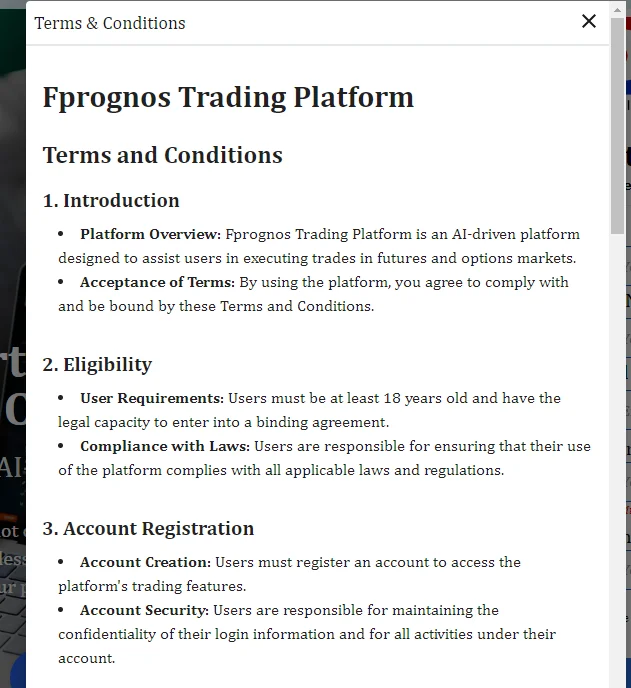 Terms & Conditions
Fprognos Trading Platform
Terms and Conditions
1. Introduction
• Platform Overview: Fprognos Trading Platform is an AI-driven platform
designed to assist users in executing trades in futures and options markets.
• Acceptance of Terms: By using the platform, you agree to comply with
and be bound by these Terms and Conditions.
2. Eligibility
• User Requirements: Users must be at least 18 years old and have the
legal capacity to enter into a binding agreement.
• Compliance with Laws: Users are responsible for ensuring that their use
of the platform complies with all applicable laws and regulations.
3. Account Registration
• Account Creation: Users must register an account to access the
platform's trading features.
• Account Security: Users are responsible for maintaining the
confidentiality of their login information and for all activities under their
account.